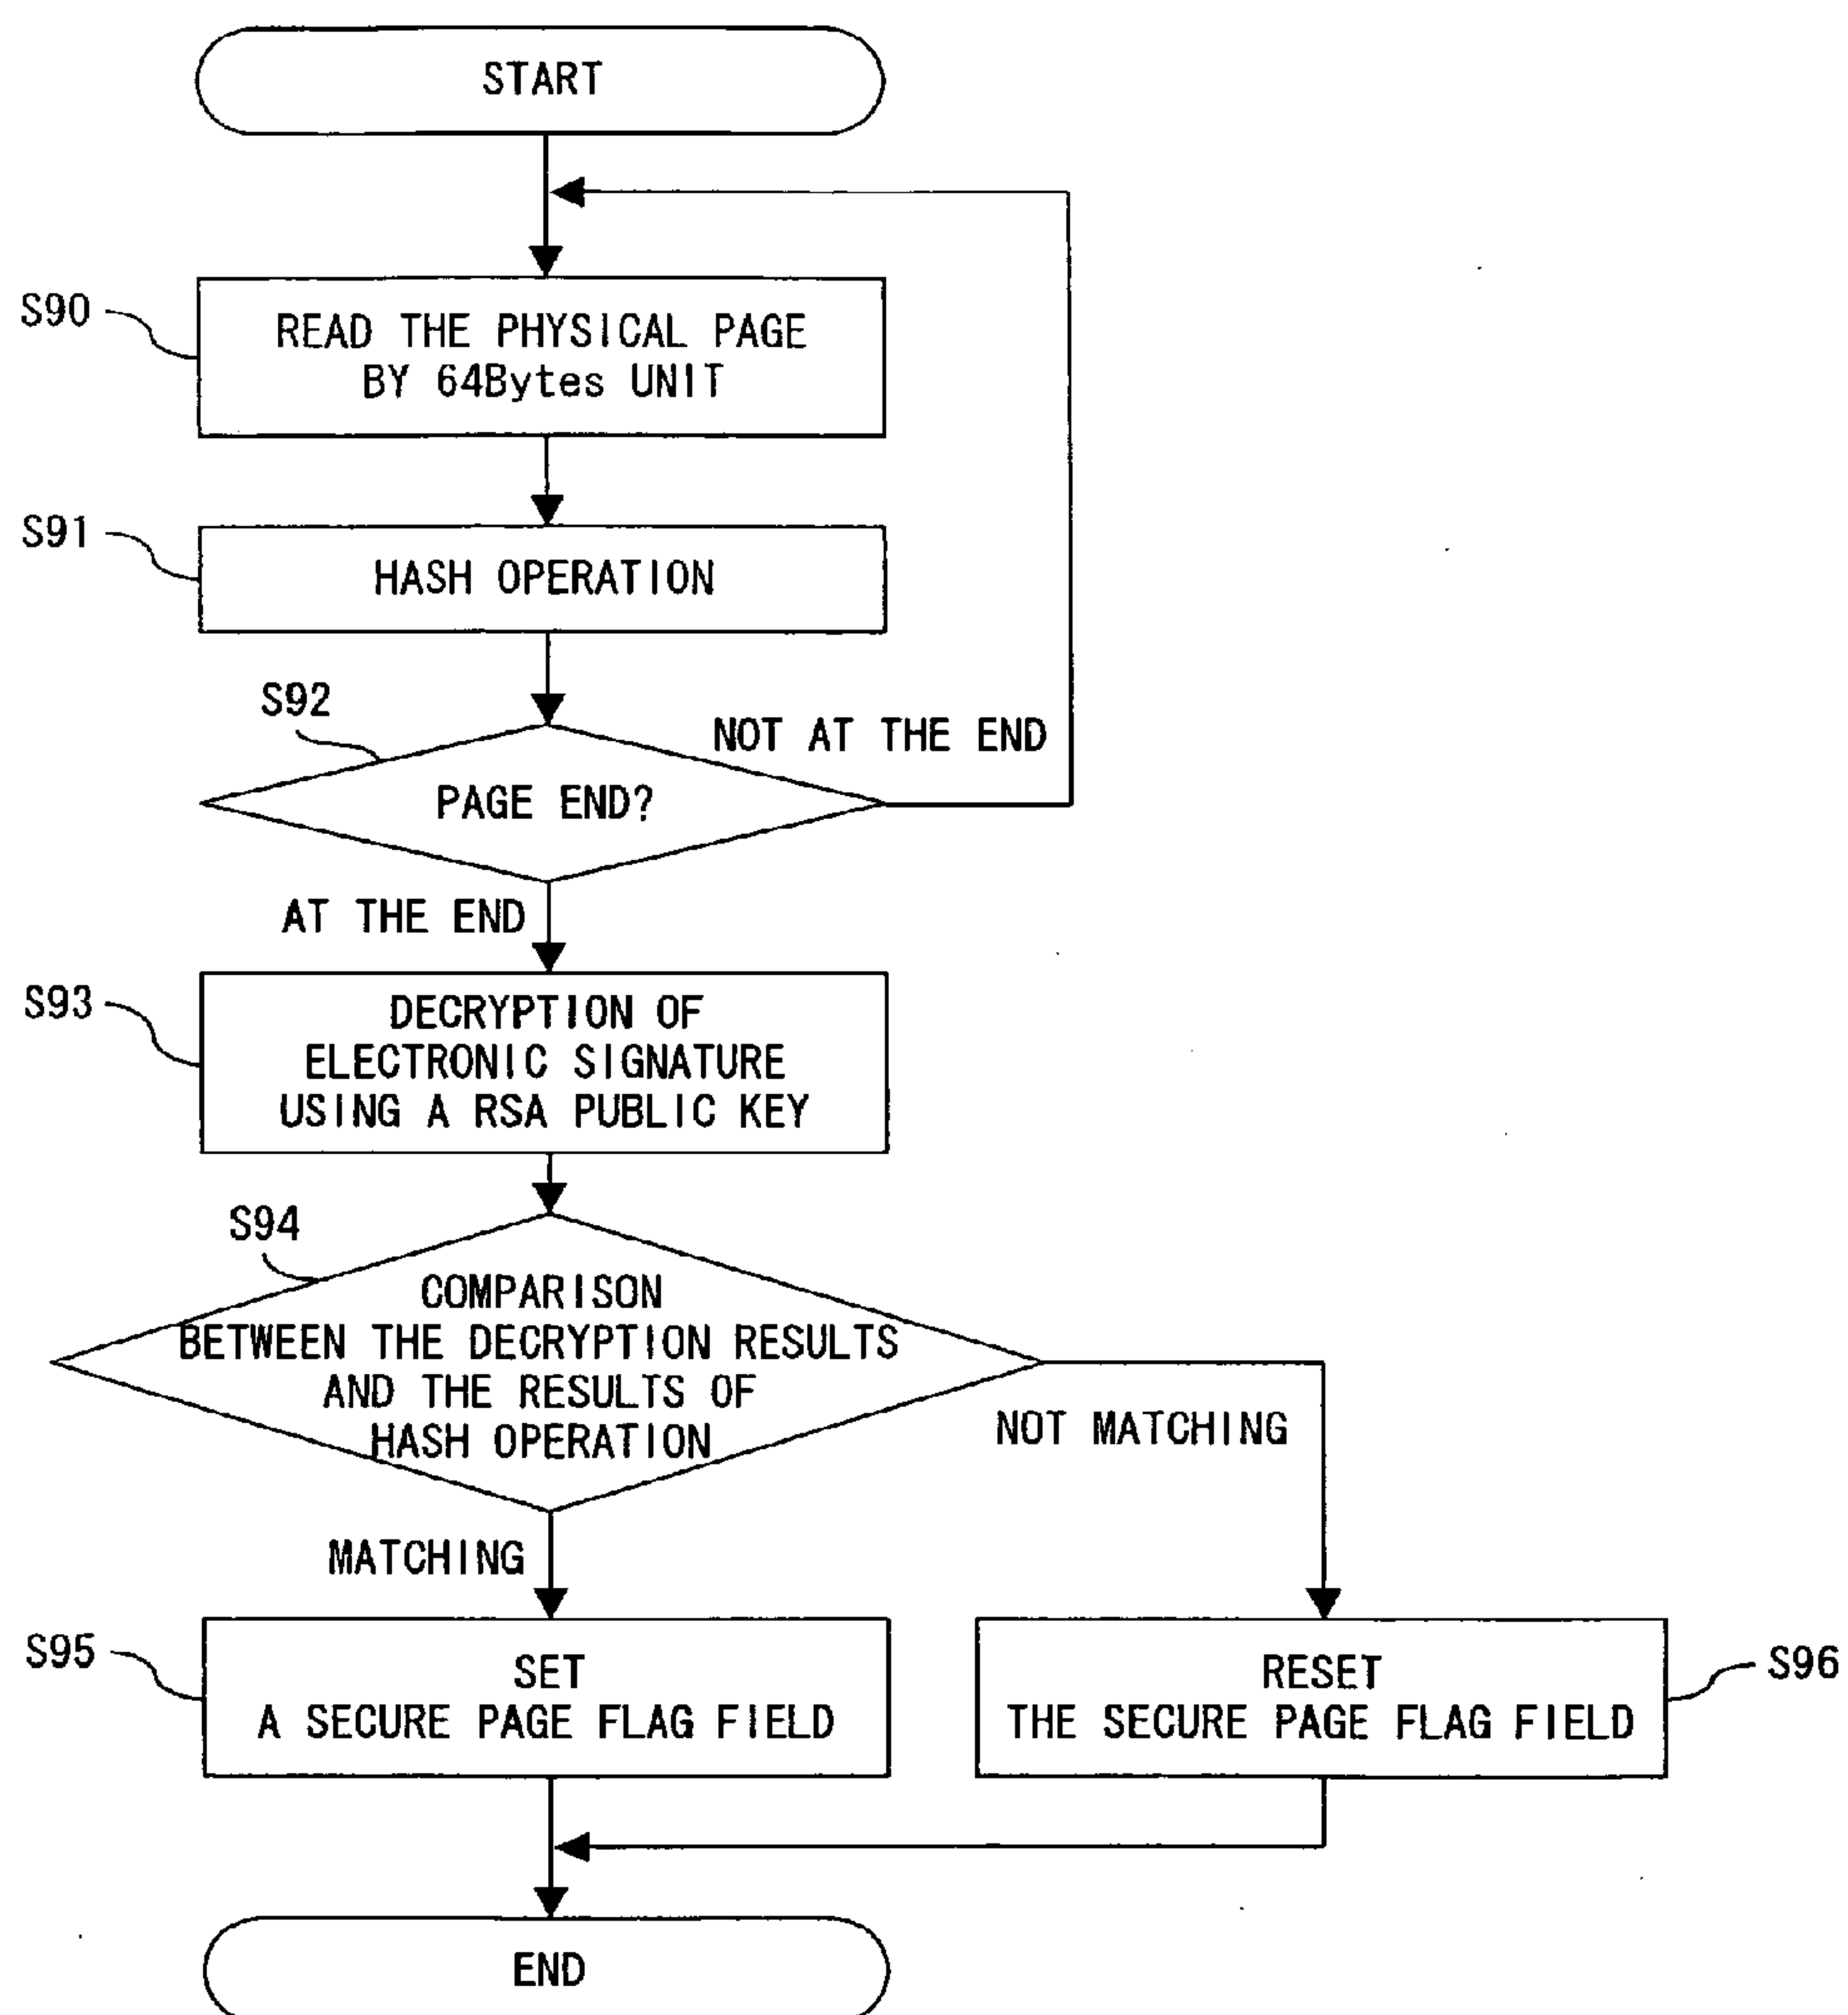 START
S90
READ THE PHYSICAL PAGE
BY 64Bytes UNIT
S91
HASH OPERATION
S92
NOT AT THE END
PAGE END?
AT THE END
S93
DECRYPTION OF
ELECTRONIC SIGNATURE
USING A RSA PUBLIC KEY
S94
COMPARISON
BETWEEN THE DECRYPTION RESULTS
AND THE RESULTS OF
HASH OPERATION
NOT MATCHING
MATCHING
S95
SET
A SECURE PAGE FLAG FIELD
RESET
THE SECURE PAGE FLAG FIELD
S96
END